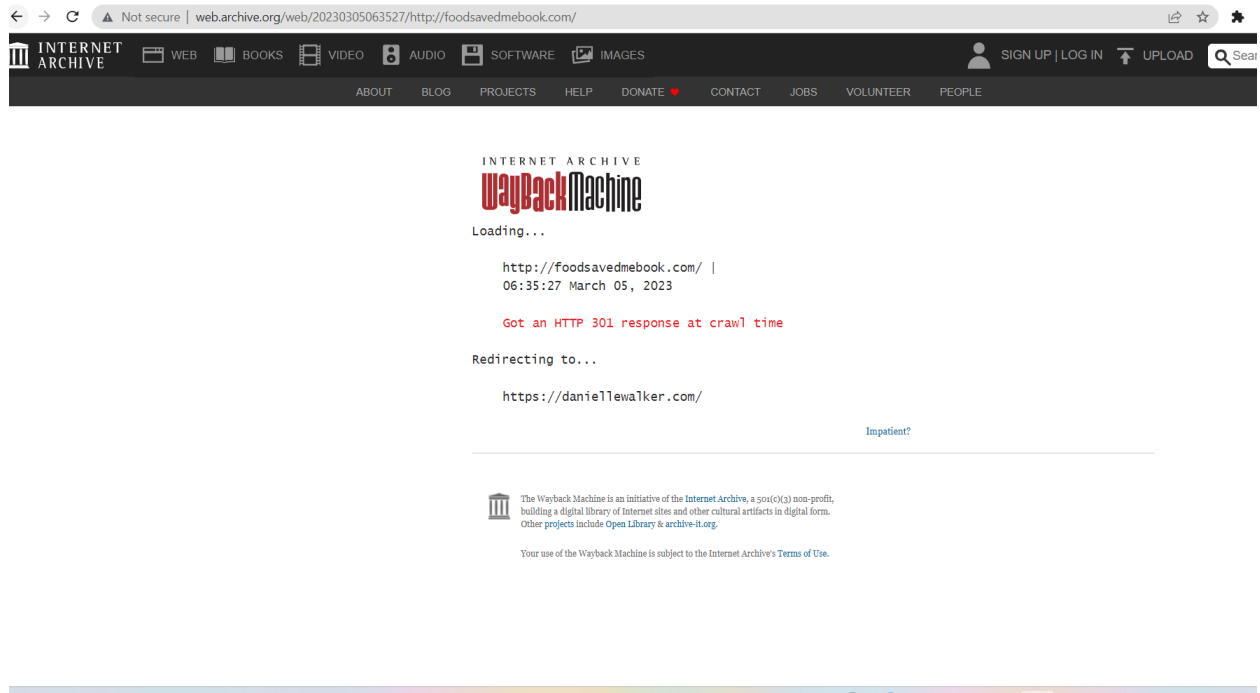 Not secure | web.archive.org/web/20230305063527/http://foodsavedmebook.com/
INTERNET ARCHIVE WEB BOOKS VIDEO AUDIO SOFTWARE IMAGES SIGN UP | LOG IN UPLOAD Sear
ABOUT BLOG PROJECTS HELP DONATE CONTACT JOBS VOLUNTEER PEOPLE
INTERNET ARCHIVE
WayBackMachine
Loading...
http://foodsavedmebook.com/ |
06:35:27 March 05, 2023
Got an HTTP 301 response at crawl time
Redirecting to...
https://daniellewalker.com/
Impatient?
The Wayback Machine is an initiative of the Internet Archive, a 501(c)(3) non-profit,
building a digital library of Internet sites and other cultural artifacts in digital form.
Other projects include Open Library & archive-it.org.
Your use of the Wayback Machine is subject to the Internet Archive's Terms of Use.